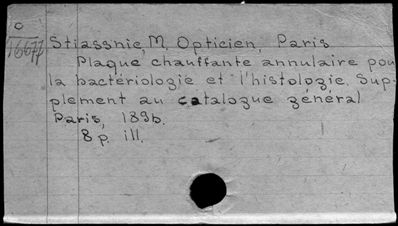 O
16677
Stiassnie, M. Opticien, Paris
Plaque chauffante annulaire pour
la bactériologie et l'histologie. Sup-
plement au catalogue général
Paris, 1896.
8 p. ill.